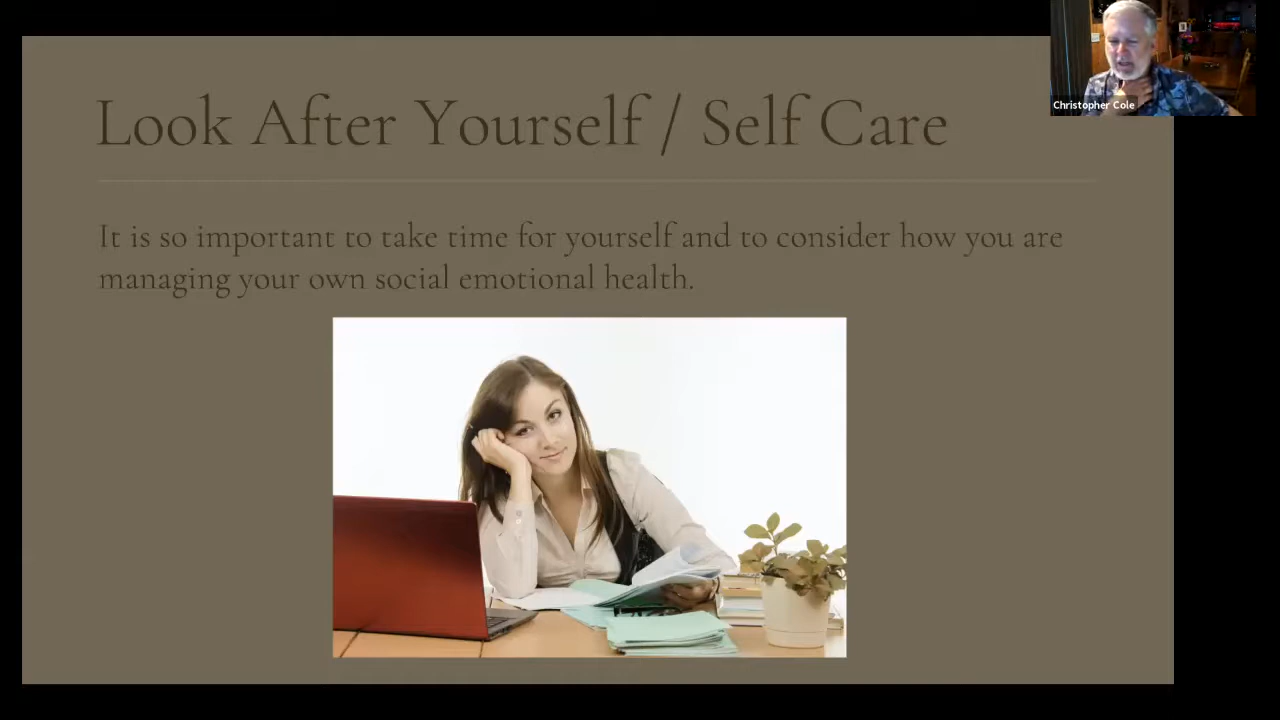 Look After Yourself / Self Care
Christopher Cole
It is so important to take time for yourself and to consider how you are
managing your own social emotional health.